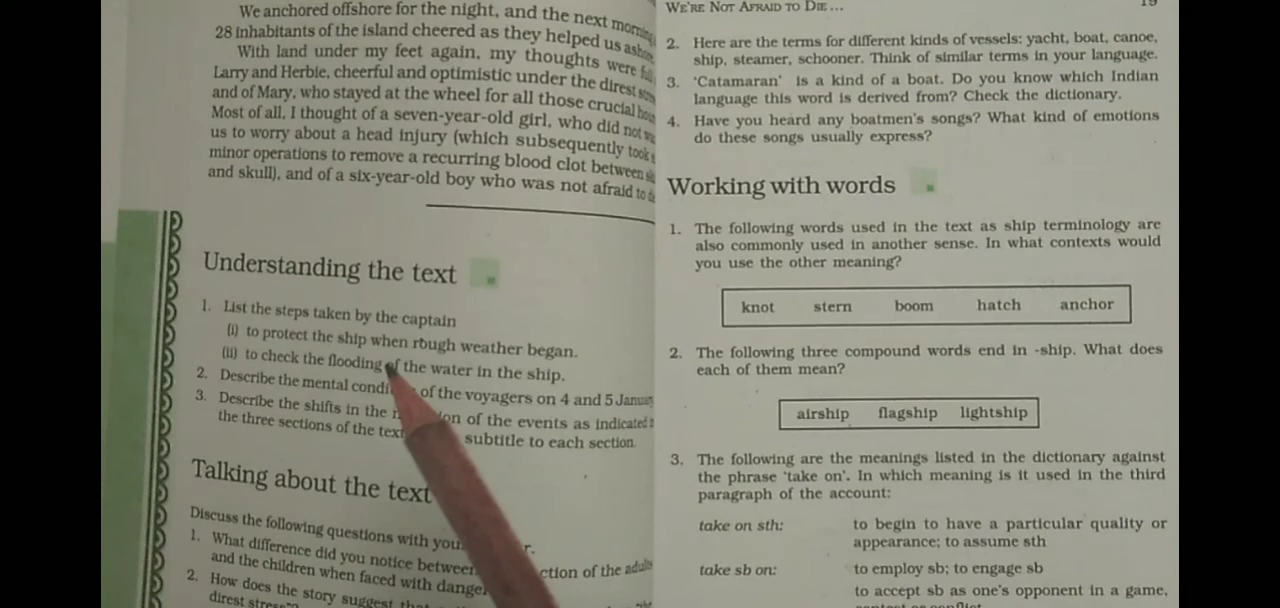 We anchored offshore for the night, and the next morning
28 inhabitants of the island cheered as they helped us ashore.
With land under my feet again, my thoughts were full
Larry and Herbie, cheerful and optimistic under the direst
and of Mary, who stayed at the wheel for all those crucial
Most of all, I thought of a seven-year-old girl, who did not
us to worry about a head injury (which subsequently took
minor operations to remove a recurring blood clot between
and skull), and of a six-year-old boy who was not afraid to
Understanding the text
1. List the steps taken by the captain
(i) to protect the ship when rough weather began.
(ii) to check the flooding of the water in the ship.
2. Describe the mental of the voyagers on 4 and 5 January
3. Describe the shifts in the of the events as indicated
the three sections of the text subtitle to each section.
Talking about the text
Discuss the following questions with
1. What difference did you notice between of the
and the children when faced with
2. How does the story suggest
direst
WE'RE NOT AFRAID TO DIE ...
19
2. Here are the terms for different kinds of vessels: yacht, boat, canoe,
ship, steamer, schooner. Think of similar terms in your language.
3. 'Catamaran' is a kind of a boat. Do you know which Indian
language this word is derived from? Check the dictionary.
4. Have you heard any boatmen's songs? What kind of emotions
do these songs usually express?
Working with words
1. The following words used in the text as ship terminology are
also commonly used in another sense. In what contexts would
you use the other meaning?
knot stern boom hatch anchor
2. The following three compound words end in -ship. What does
each of them mean?
airship flagship lightship
3. The following are the meanings listed in the dictionary against
the phrase 'take on'. In which meaning is it used in the third
paragraph of the account:
take on sth: to begin to have a particular quality or
appearance; to assume sth
take sb on: to employ sb; to engage sb
to accept sb as one's opponent in a game,